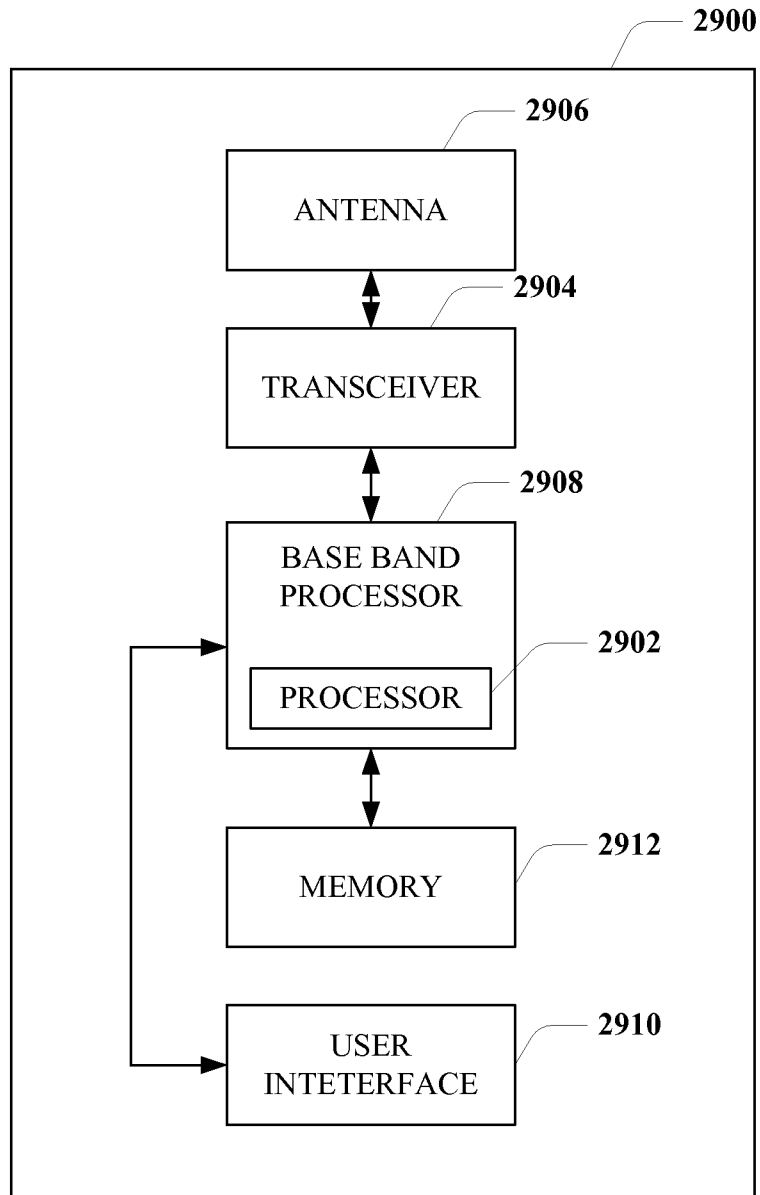 2900
2906
ANTENNA
2904
TRANSCEIVER
2908
BASE BAND
PROCESSOR
2902
PROCESSOR
2912
MEMORY
2910
USER
INTETERFACE